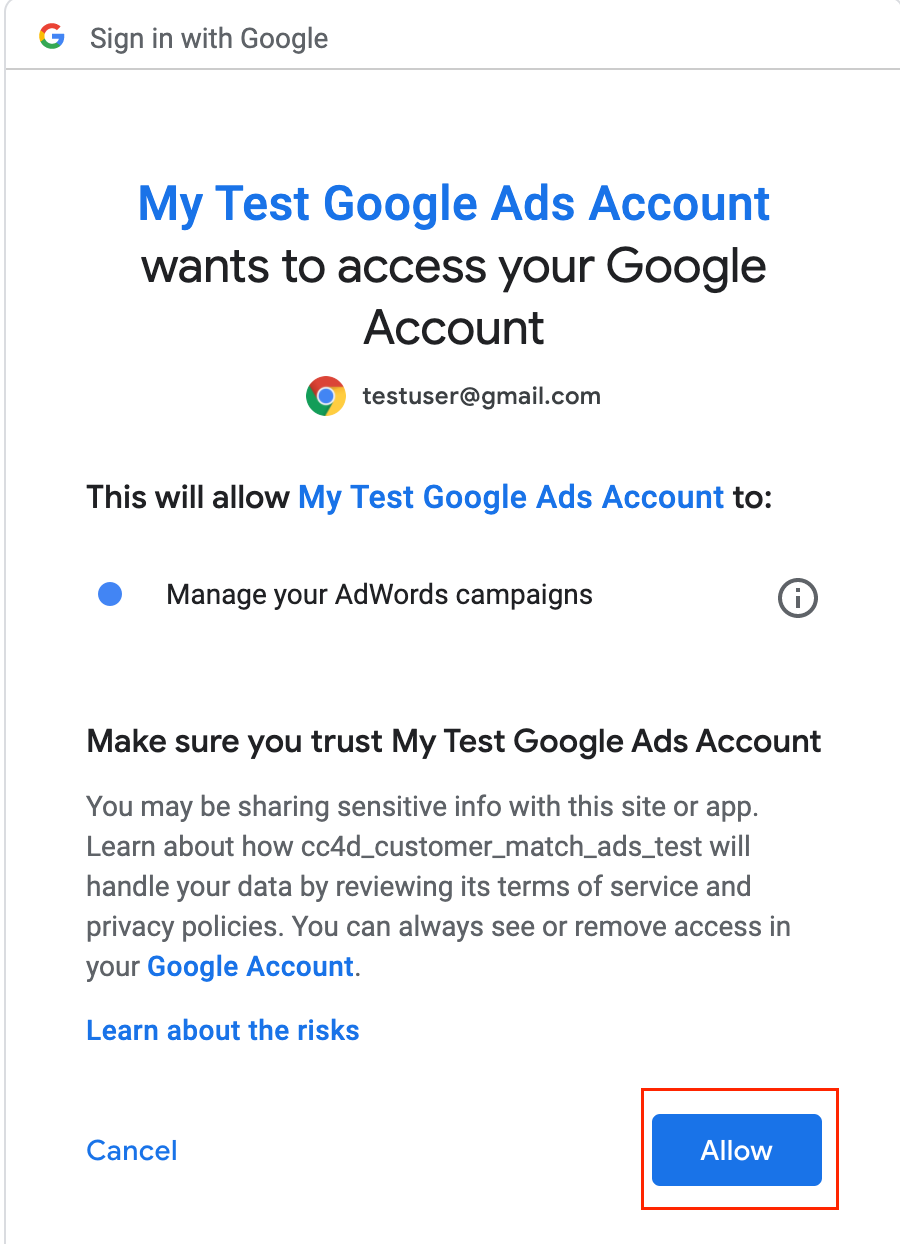 Sign in with Google
My Test Google Ads Account
wants to access your Google
Account
testuser@gmail.com
This will allow My Test Google Ads Account to:
Manage your AdWords campaigns
Make sure you trust My Test Google Ads Account
You may be sharing sensitive info with this site or app.
Learn about how cc4d_customer_match_ads_test will
handle your data by reviewing its terms of service and
privacy policies. You can always see or remove access in
your Google Account.
Learn about the risks
Cancel
Allow